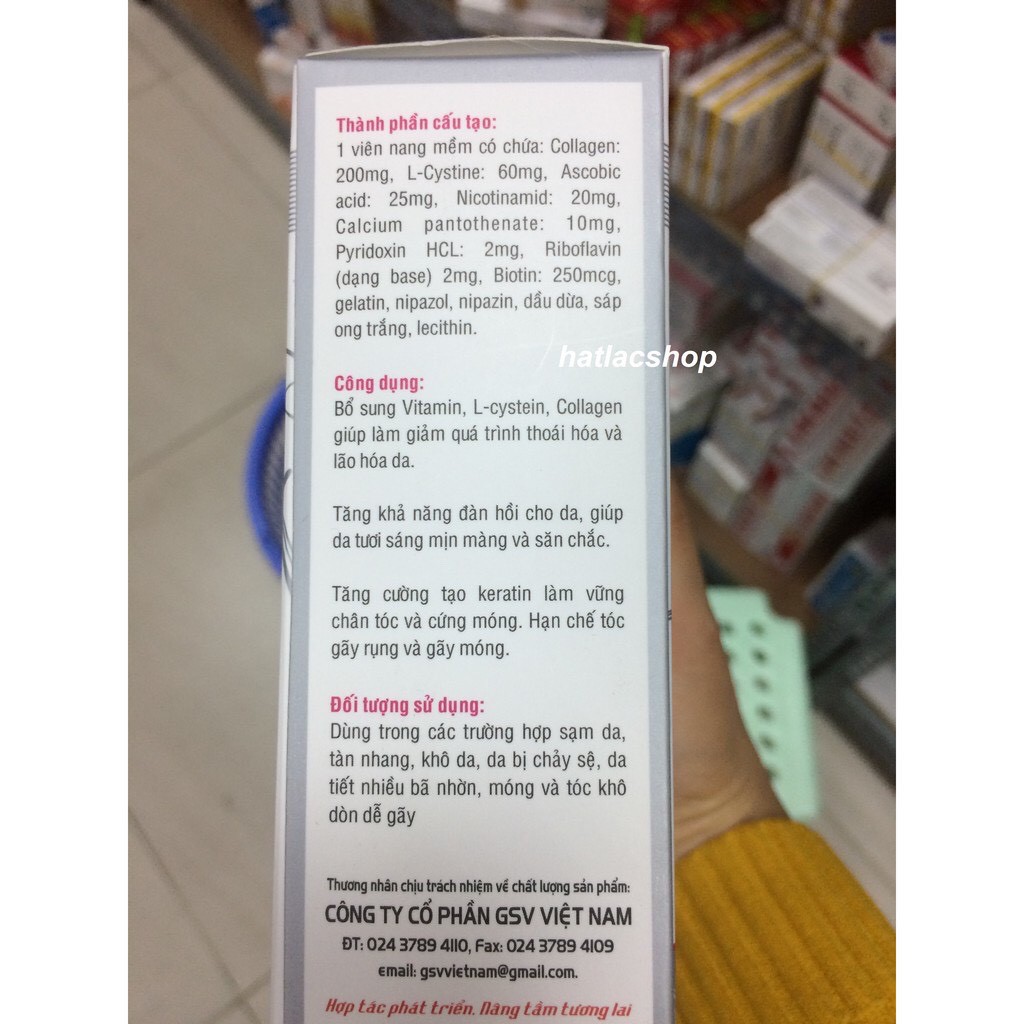 Thành phần cấu tạo:
1 viên nang mềm có chứa: Collagen:
200mg, L-Cystine: 60mg, Ascobic
acid: 25mg, Nicotinamid: 20mg,
Calcium pantothenate: 10mg,
Pyridoxin HCL: 2mg, Riboflavin
(dạng base) 2mg, Biotin: 250mcg,
gelatin, nipazol, nipazin, dầu dừa, sáp
ong trắng, lecithin.
hatlacshop
Công dụng:
Bổ sung Vitamin, L-cystein, Collagen
giúp làm giảm quá trình thoái hóa và
lão hóa da.
Tăng khả năng đàn hồi cho da, giúp
da tươi sáng mịn màng và săn chắc.
Tăng cường tạo keratin làm vững
chân tóc và cứng móng. Hạn chế tóc
gãy rụng và gãy móng.
Đối tượng sử dụng:
Dùng trong các trường hợp sạm da,
tàn nhang, khô da, da bị chảy sệ, da
tiết nhiều bã nhờn, móng và tóc khô
dòn dễ gãy
Thương nhân chịu trách nhiệm về chất lượng sản phẩm:
CÔNG TY CỔ PHẦN GSV VIỆT NAM
ĐT: 024 3789 4110, Fax: 024 3789 4109
email: gsvvietnam@gmail.com.
Hợp tác phát triển, Nâng tầm tương lai